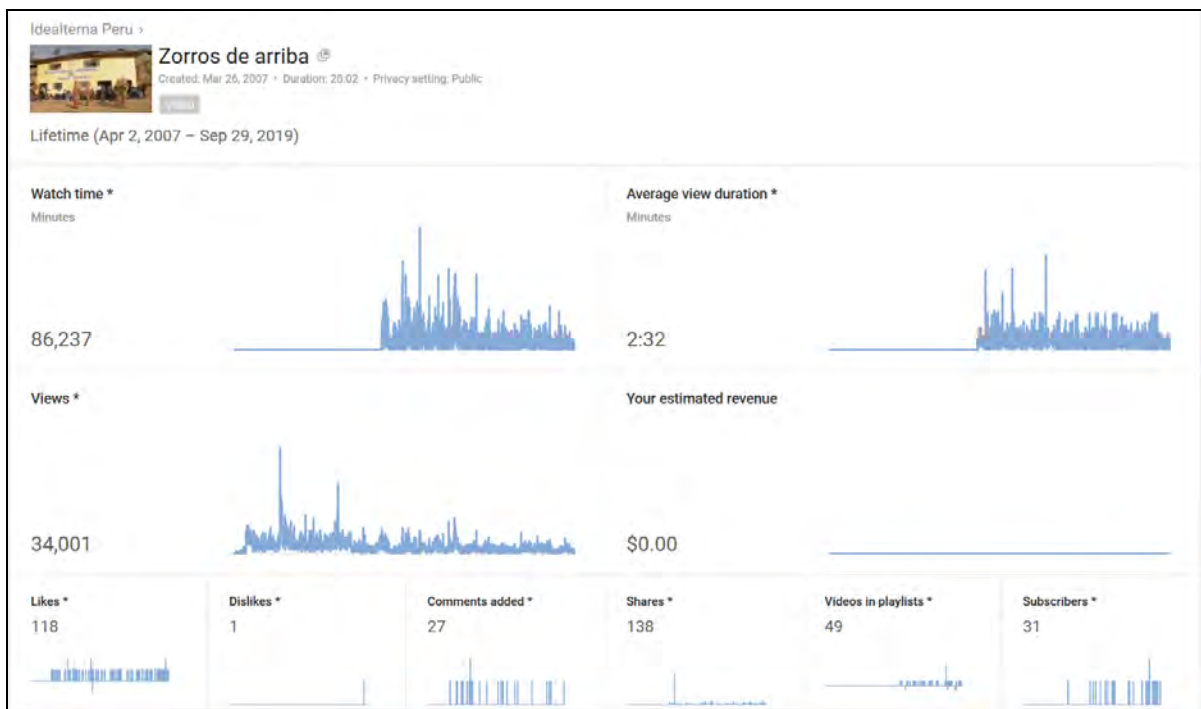 Idealterna Peru ›
Zorros de arriba
Created: Mar 26, 2007 • Duration: 26:02 • Privacy setting: Public
VIDEO
Lifetime (Apr 2, 2007 – Sep 29, 2019)
Watch time *
Minutes
86,237
Average view duration *
Minutes
2:32
Views *
34,001
Your estimated revenue
$0.00
Likes *
118
Dislikes *
1
Comments added *
27
Shares *
138
Videos in playlists *
49
Subscribers *
31